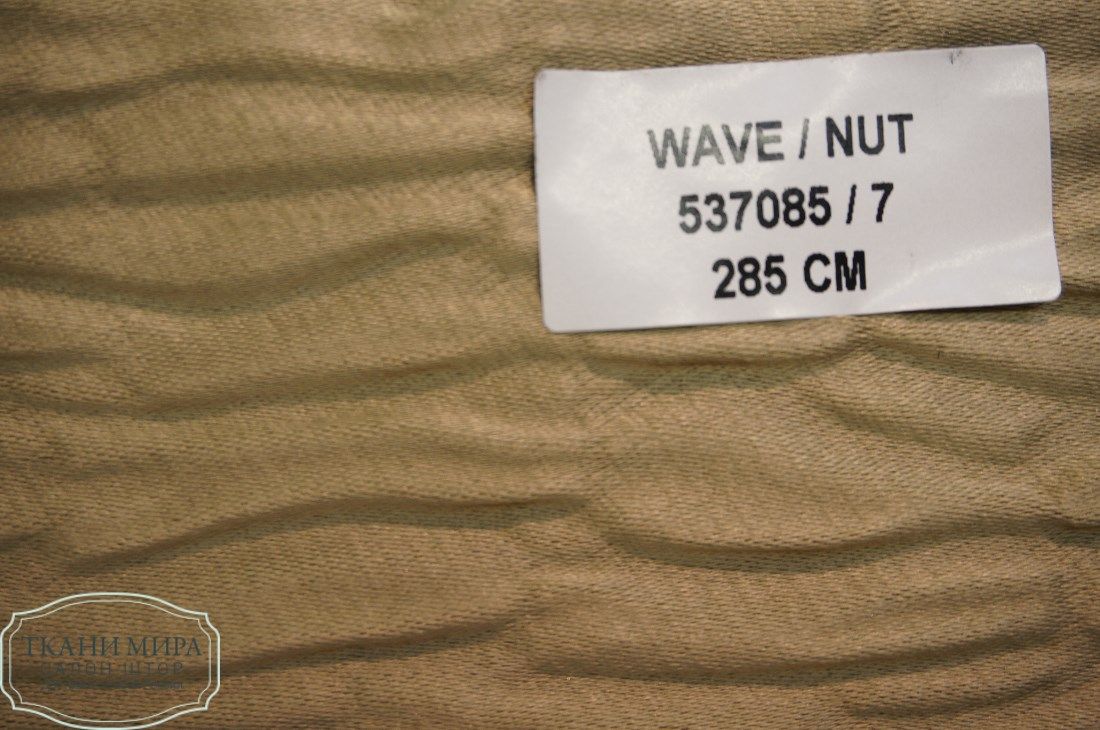 WAVE / NUT
537085 / 7
285 CM
ТКАНИ МИРА
САЛОН ШТОР